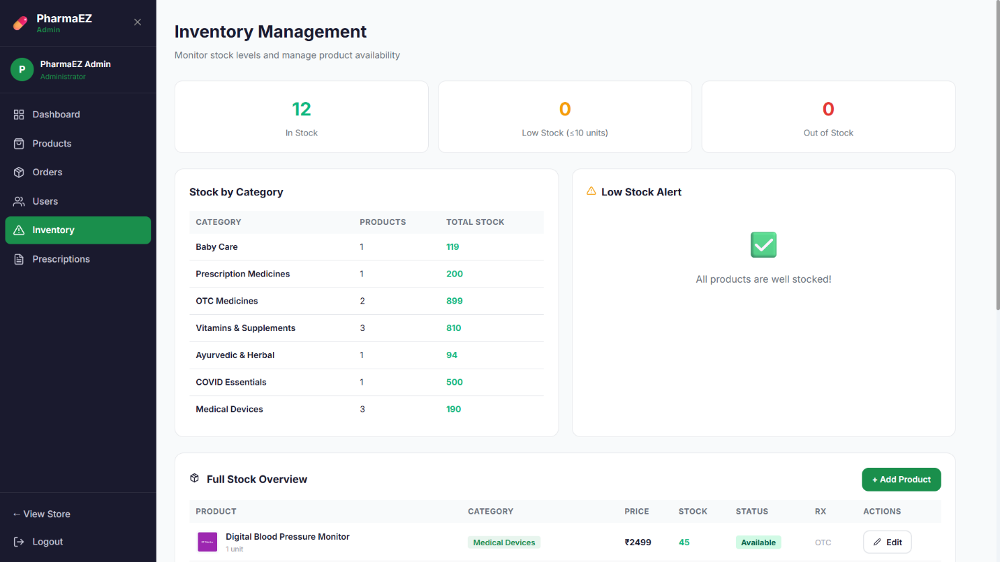 PharmaEZ
Admin
P
PharmaEZ Admin
Administrator
Dashboard
Products
Orders
Users
Inventory
Prescriptions
← View Store
Logout
Inventory Management
Monitor stock levels and manage product availability
12
In Stock
0
Low Stock (≤10 units)
0
Out of Stock
Stock by Category
CATEGORY PRODUCTS TOTAL STOCK
Baby Care 1 119
Prescription Medicines 1 200
OTC Medicines 2 899
Vitamins & Supplements 3 810
Ayurvedic & Herbal 1 94
COVID Essentials 1 500
Medical Devices 3 190
Low Stock Alert
All products are well stocked!
Full Stock Overview
+ Add Product
PRODUCT CATEGORY PRICE STOCK STATUS RX ACTIONS
Digital Blood Pressure Monitor Medical Devices ₹2499 45 Available OTC Edit
1 unit